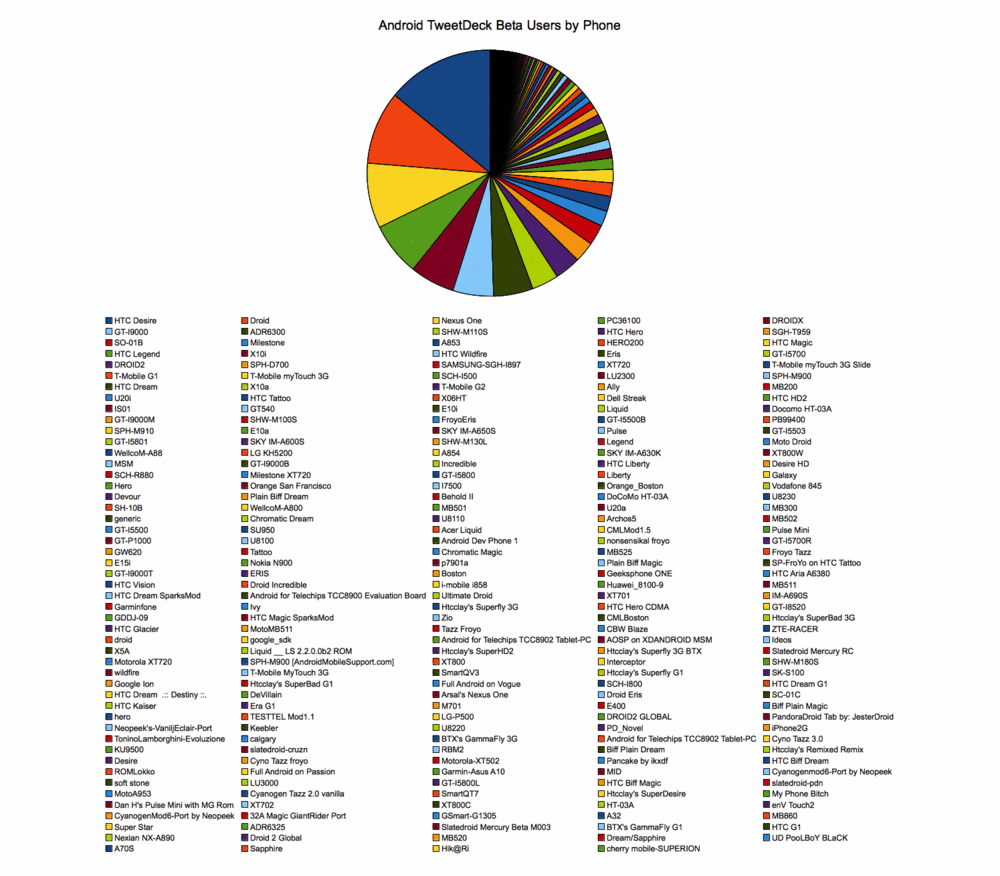 Android TweetDeck Beta Users by Phone
HTC Desire Droid Nexus One PC36100 DROIDX
GT-I9000 ADR6300 SHW-M110S HTC Hero SGH-T959
SO-01B Milestone A853 HERO200 HTC Magic
HTC Legend X10i HTC Wildfire Eris GT-I5700
DROID2 SPH-D700 SAMSUNG-SGH-I897 XT720 T-Mobile myTouch 3G Slide
T-Mobile G1 T-Mobile myTouch 3G SCH-I500 LU2300 SPH-M900
HTC Dream X10a T-Mobile G2 Ally MB200
U20i HTC Tattoo X06HT Dell Streak HTC HD2
IS01 GT540 E10i Liquid Docomo HT-03A
GT-I9000M SHW-M100S FroyoEris GT-I5500B PB99400
SPH-M910 E10a SKY IM-A650S Pulse GT-I5503
GT-I5801 SKY IM-A600S SHW-M130L Legend Moto Droid
WellcoM-A88 LG KH5200 A854 SKY IM-A630K XT800W
MSM GT-I9000B Incredible HTC Liberty Desire HD
SCH-R880 Milestone XT720 GT-I5800 Liberty Galaxy
Hero Orange San Francisco I7500 Orange_Boston Vodafone 845
Devour Plain Biff Dream Behold II DoCoMo HT-03A U8230
SH-10B WellcoM-A800 MB501 U20a MB300
generic Chromatic Dream U8110 Archos5 MB502
GT-I5500 SU950 Acer Liquid CMLMod1.5 Pulse Mini
GT-P1000 U8100 Android Dev Phone 1 nonsensikal froyo GT-I5700R
GW620 Tattoo Chromatic Magic MB525 Froyo Tazz
E15i Nokia N900 p7901a Plain Biff Magic SP-FroYo on HTC Tattoo
GT-I9000T ERIS Boston Geeksphone ONE HTC Aria A6380
HTC Vision Droid Incredible i-mobile i858 Huawei_8100-9 MB511
HTC Dream SparksMod Android for Telechips TCC8900 Evaluation Board Ultimate Droid XT701 IM-A690S
Garminfone Ivy Htcclay's Superfly 3G HTC Hero CDMA GT-I8520
GDDJ-09 HTC Magic SparksMod Zio CMLBoston Htcclay's SuperBad 3G
HTC Glacier MotoMB511 Tazz Froyo CBW Blaze ZTE-RACER
droid google_sdk Android for Telechips TCC8902 Tablet-PC AOSP on XDANDROID MSM Ideos
X5A Liquid __ LS 2.2.0.0b2 ROM Htcclay's SuperHD2 Htcclay's Superfly 3G BTX Slatedroid Mercury RC
Motorola XT720 SPH-M900 [AndroidMobileSupport.com] XT800 Interceptor SHW-M180S
wildfire T-Mobile MyTouch 3G SmartQV3 Htcclay's Superfly G1 SK-S100
Google Ion Htcclay's SuperBad G1 Full Android on Vogue SCH-I800 HTC Dream G1
HTC Dream .:: Destiny ::. DeVillain Arsal's Nexus One Droid Eris SC-01C
HTC Kaiser Era G1 M701 E400 Biff Plain Magic
hero TESTTEL Mod1.1 LG-P500 DROID2 GLOBAL PandoraDroid Tab by: JesterDroid
Neopeek's-VaniljEclair-Port Keebler U8220 PD_Novel iPhone2G
ToninoLamborghini-Evoluzione calgary BTX's GammaFly 3G Android for Telechips TCC8902 Tablet-PC Cyno Tazz 3.0
KU9500 slatedroid-cruzn RBM2 Biff Plain Dream Htcclay's Remixed Remix
Desire Cyno Tazz froyo Motorola-XT502 Pancake by ikxdf HTC Biff Dream
ROMLokko Full Android on Passion Garmin-Asus A10 MID Cyanogenmod6-Port by Neopeek
soft stone LU3000 GT-I5800L HTC Biff Magic slatedroid-pdn
MotoA953 Cyanogen Tazz 2.0 vanilla SmartQT7 Htcclay's SuperDesire My Phone Bitch
Dan H's Pulse Mini with MG Rom XT702 XT800C HT-03A enV Touch2
CyanogenMod6-Port by Neopeek 32A Magic GiantRider Port GSmart-G1305 A32 MB860
Super Star ADR6325 Slatedroid Mercury Beta M003 BTX's GammaFly G1 HTC G1
Nexian NX-A890 Droid 2 Global MB520 Dream/Sapphire UD PooLBoY BLaCK
A70S Sapphire Hik@Ri cherry mobile-SUPERION